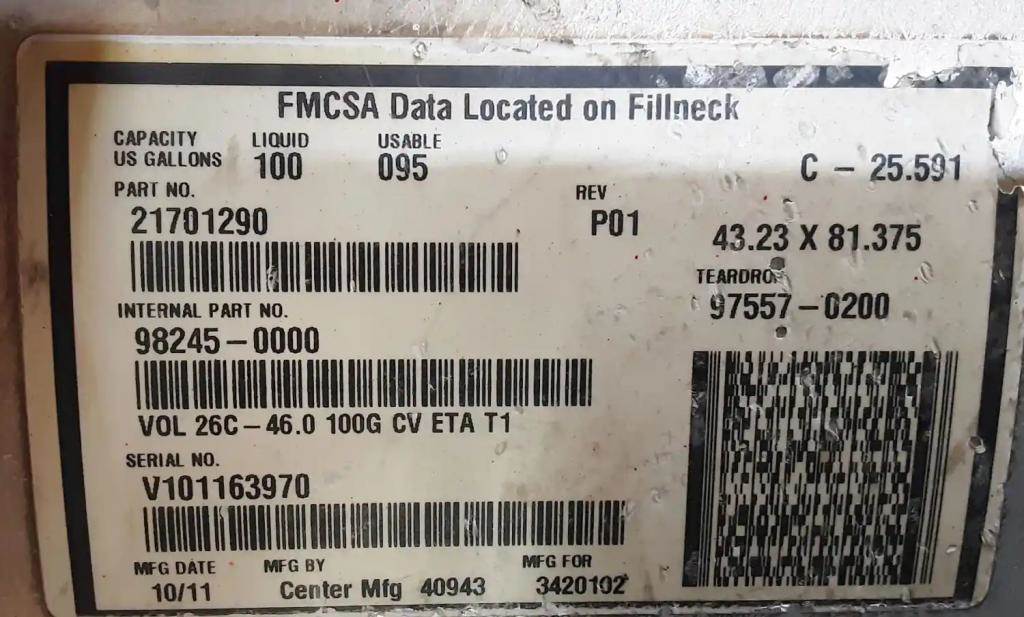 FMCSA Data Located on Fillneck
CAPACITY US GALLONS
LIQUID 100
USABLE 095
C - 25.591
PART NO.
21701290
REV
P01
43.23 X 81.375
INTERNAL PART NO.
98245-0000
TEARDRO
97557-0200
VOL 26C-46.0 100G CV ETA T1
SERIAL NO.
V101163970
MFG DATE
10/11
MFG BY
Center Mfg 40943
MFG FOR
3420102